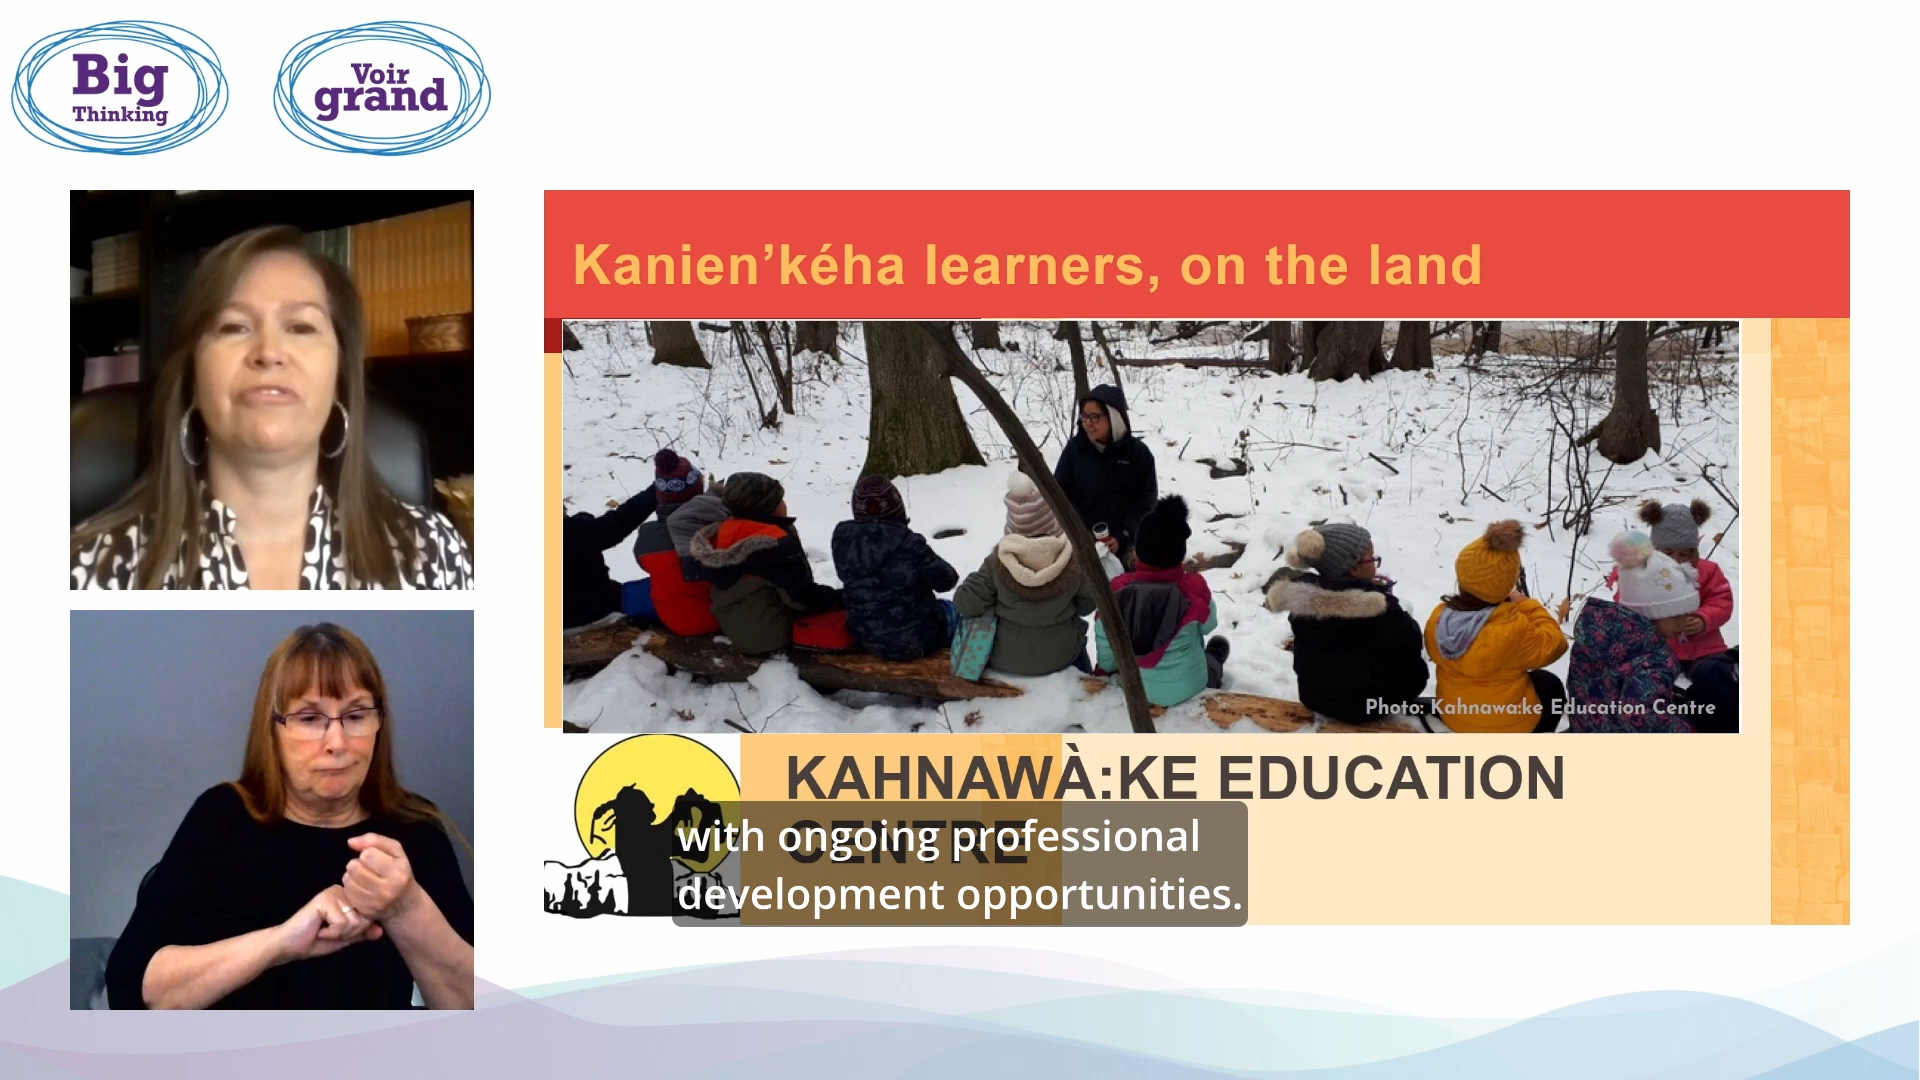 Big
Thinking
Voir
grand
Kanien’kéha learners, on the land
Photo: Kahnawa:ke Education Centre
KAHNAWÀ:KE EDUCATION
CENTRE
with ongoing professional
development opportunities.